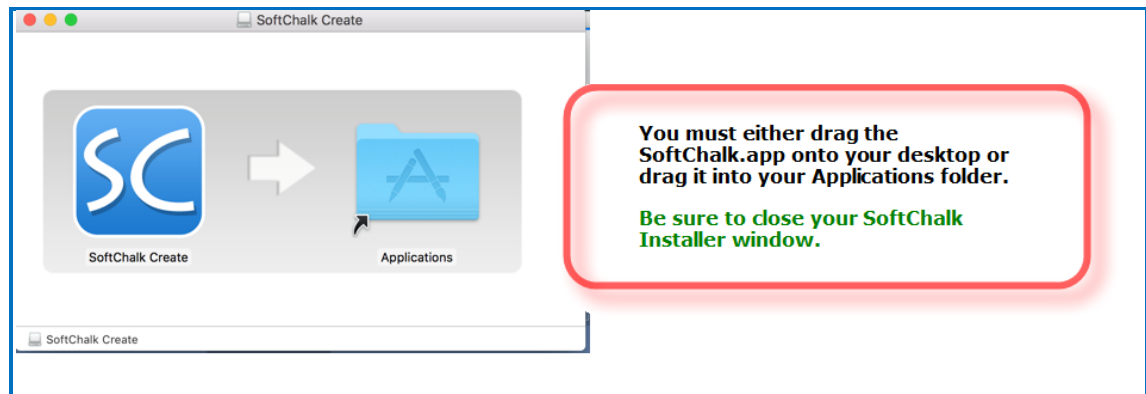 SoftChalk Create
SC
SoftChalk Create
Applications
SoftChalk Create
You must either drag the
SoftChalk.app onto your desktop or
drag it into your Applications folder.
Be sure to close your SoftChalk
Installer window.